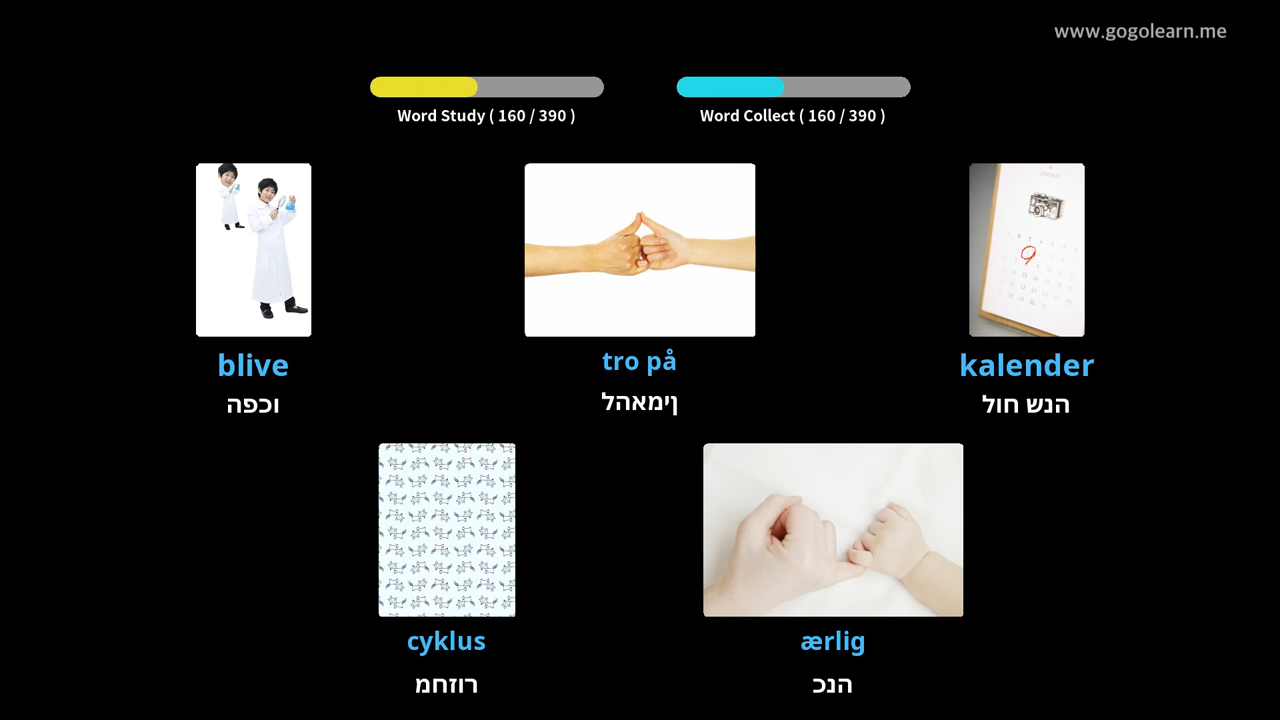 www.gogolearn.me
Word Study ( 160 / 390 )
Word Collect ( 160 / 390 )
blive
וכפה
tro på
ןימאהל
kalender
הנש חול
cyklus
רוזחמ
ærlig
הנכ